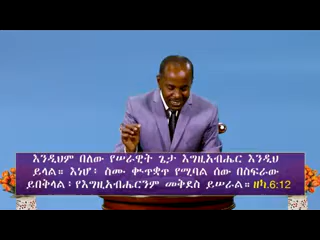 እንዲህም በለው የሠራዊት ጌታ እግዚአብሔር እንዲህ
ይላል። እነሆ፥ ስሙ ቍጥቋጥ የሚባል ሰው በስፍራው
ይበቅላል፥ የእግዚአብሔርንም መቅደስ ይሠራል። ዘካ.6:12